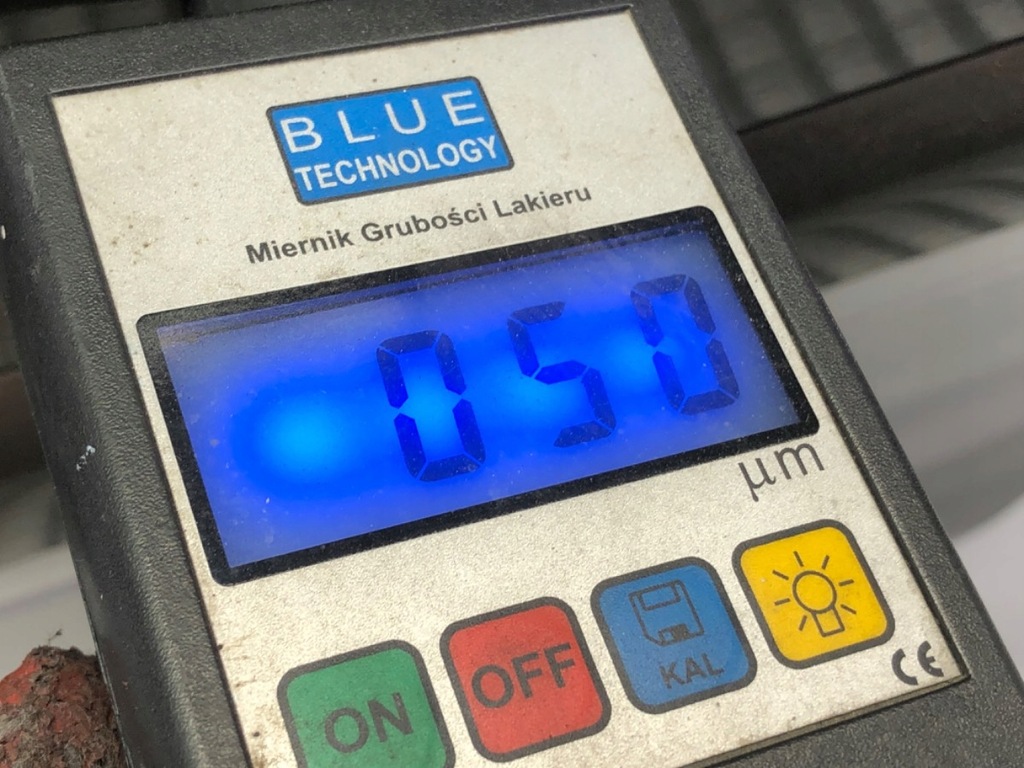 BLUE
TECHNOLOGY
Miernik Grubości Lakieru
050
µm
ON
OFF
KAL
CE